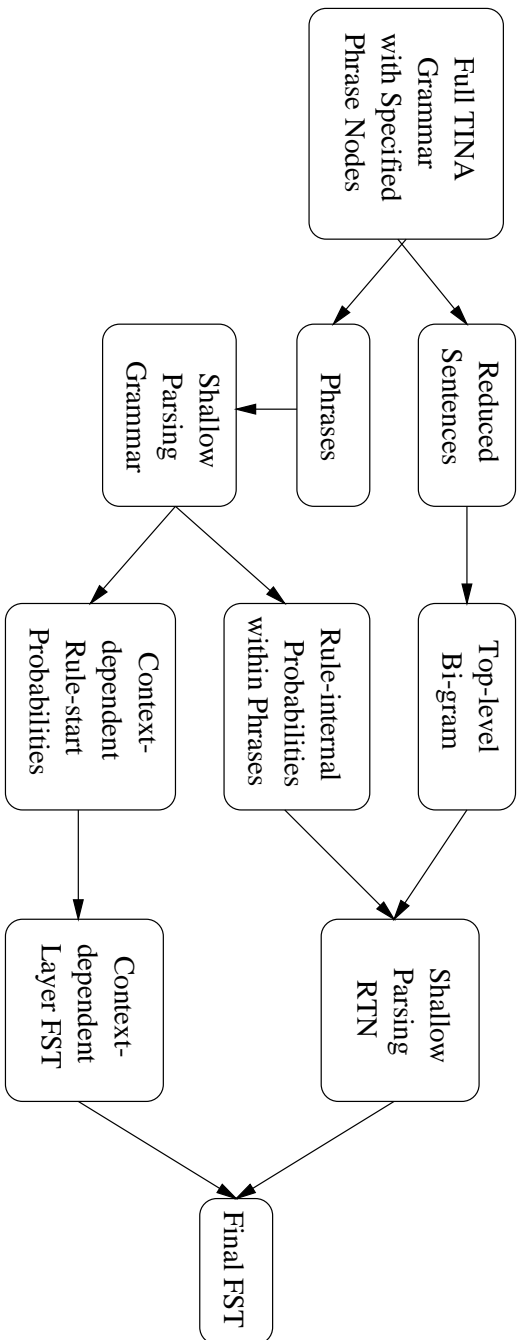 Full TINA
Grammar
with Specified
Phrase Nodes
Reduced
Sentences
Phrases
Shallow
Parsing
Grammar
Top-level
Bi-gram
Rule-internal
Probabilities
within Phrases
Context-
dependent
Rule-start
Probabilities
Shallow
Parsing
RTN
Context-
dependent
Layer FST
Final FST